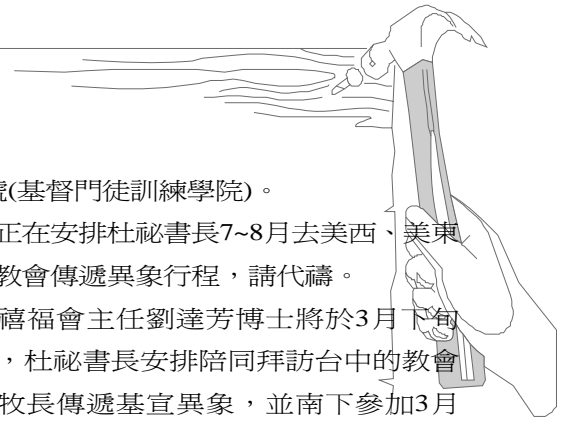 號(基督門徒訓練學院)。
正在安排杜祕書長7~8月去美西、美東
教會傳遞異象行程,請代禱。
禧福會主任劉達芳博士將於3月下旬
,杜祕書長安排陪同拜訪台中的教會
牧長傳遞基宣異象,並南下參加3月